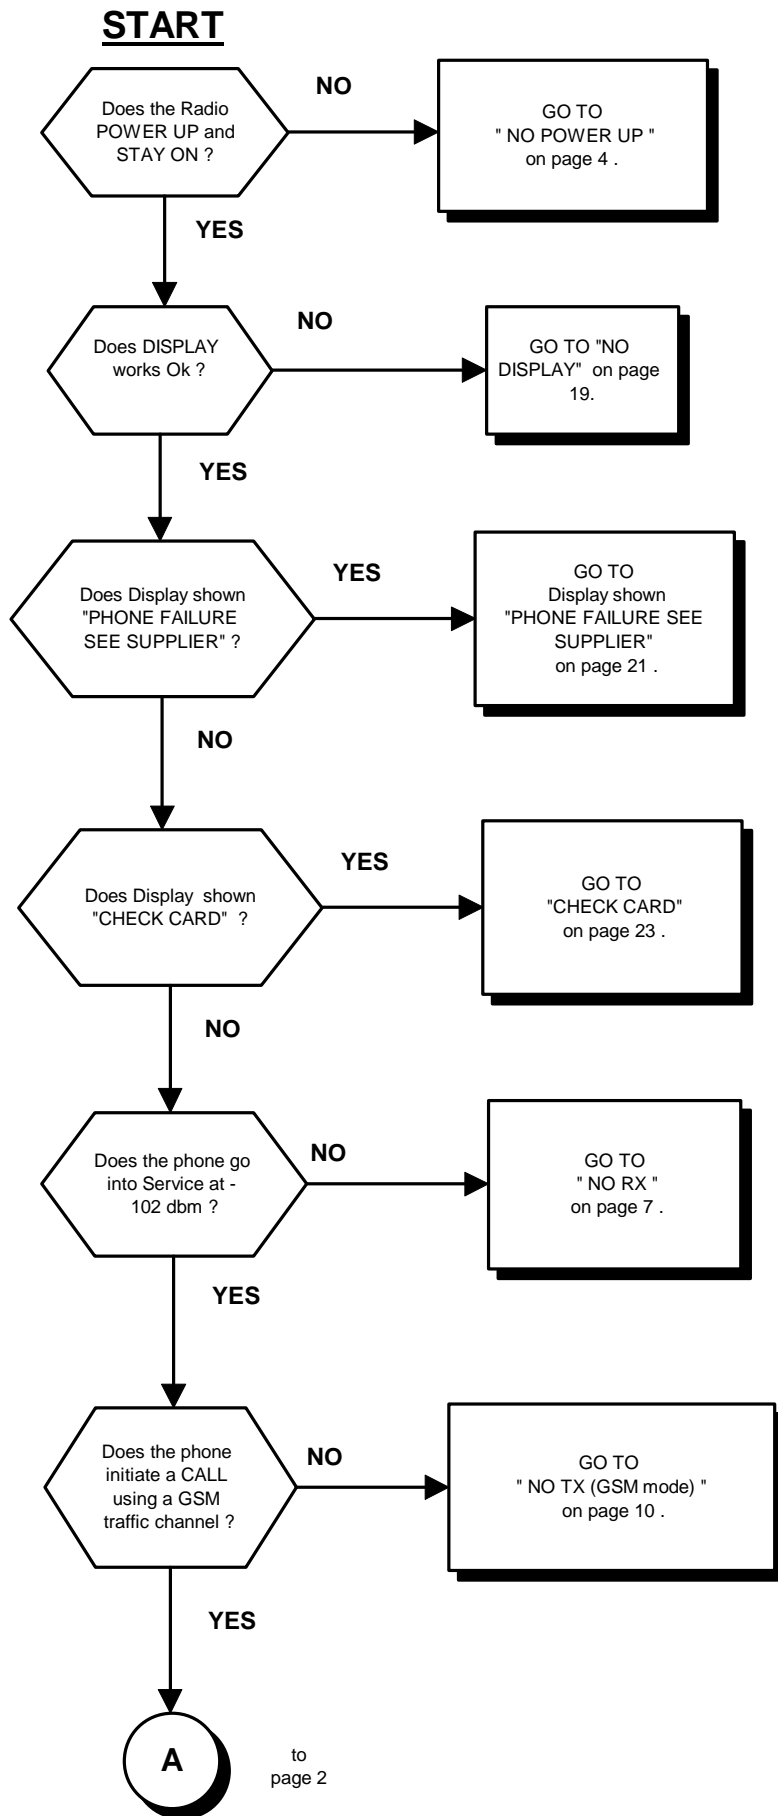 START
Does the Radio
POWER UP and
STAY ON ?
NO
GO TO
" NO POWER UP "
on page 4 .
YES
Does DISPLAY
works Ok ?
NO
GO TO "NO
DISPLAY" on page
19.
YES
Does Display shown
"PHONE FAILURE
SEE SUPPLIER" ?
YES
GO TO
Display shown
"PHONE FAILURE SEE
SUPPLIER"
on page 21 .
NO
Does Display shown
"CHECK CARD" ?
YES
GO TO
"CHECK CARD"
on page 23 .
NO
Does the phone go
into Service at -
102 dbm ?
NO
GO TO
" NO RX "
on page 7 .
YES
Does the phone
initiate a CALL
using a GSM
traffic channel ?
NO
GO TO
" NO TX (GSM mode) "
on page 10 .
YES
A
to
page 2